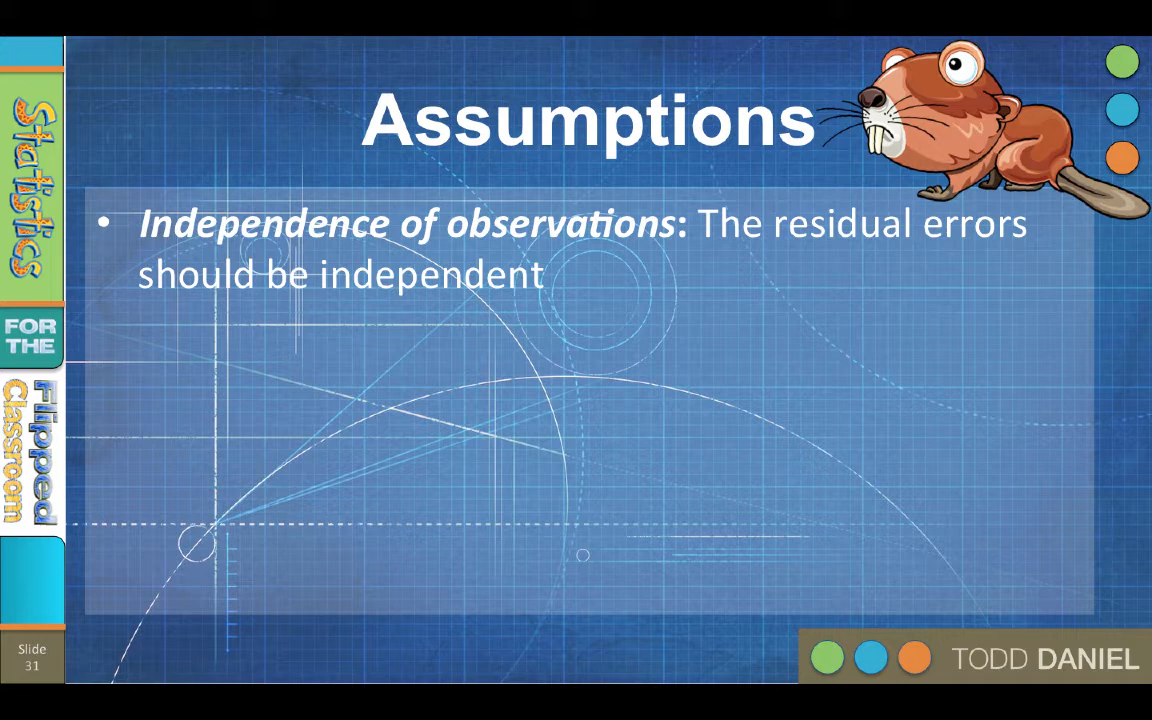 Assumptions
• Independence of observations: The residual errors
should be independent
Statistics
FOR
THE
Flipped
Classroom
Slide
31
TODD DANIEL